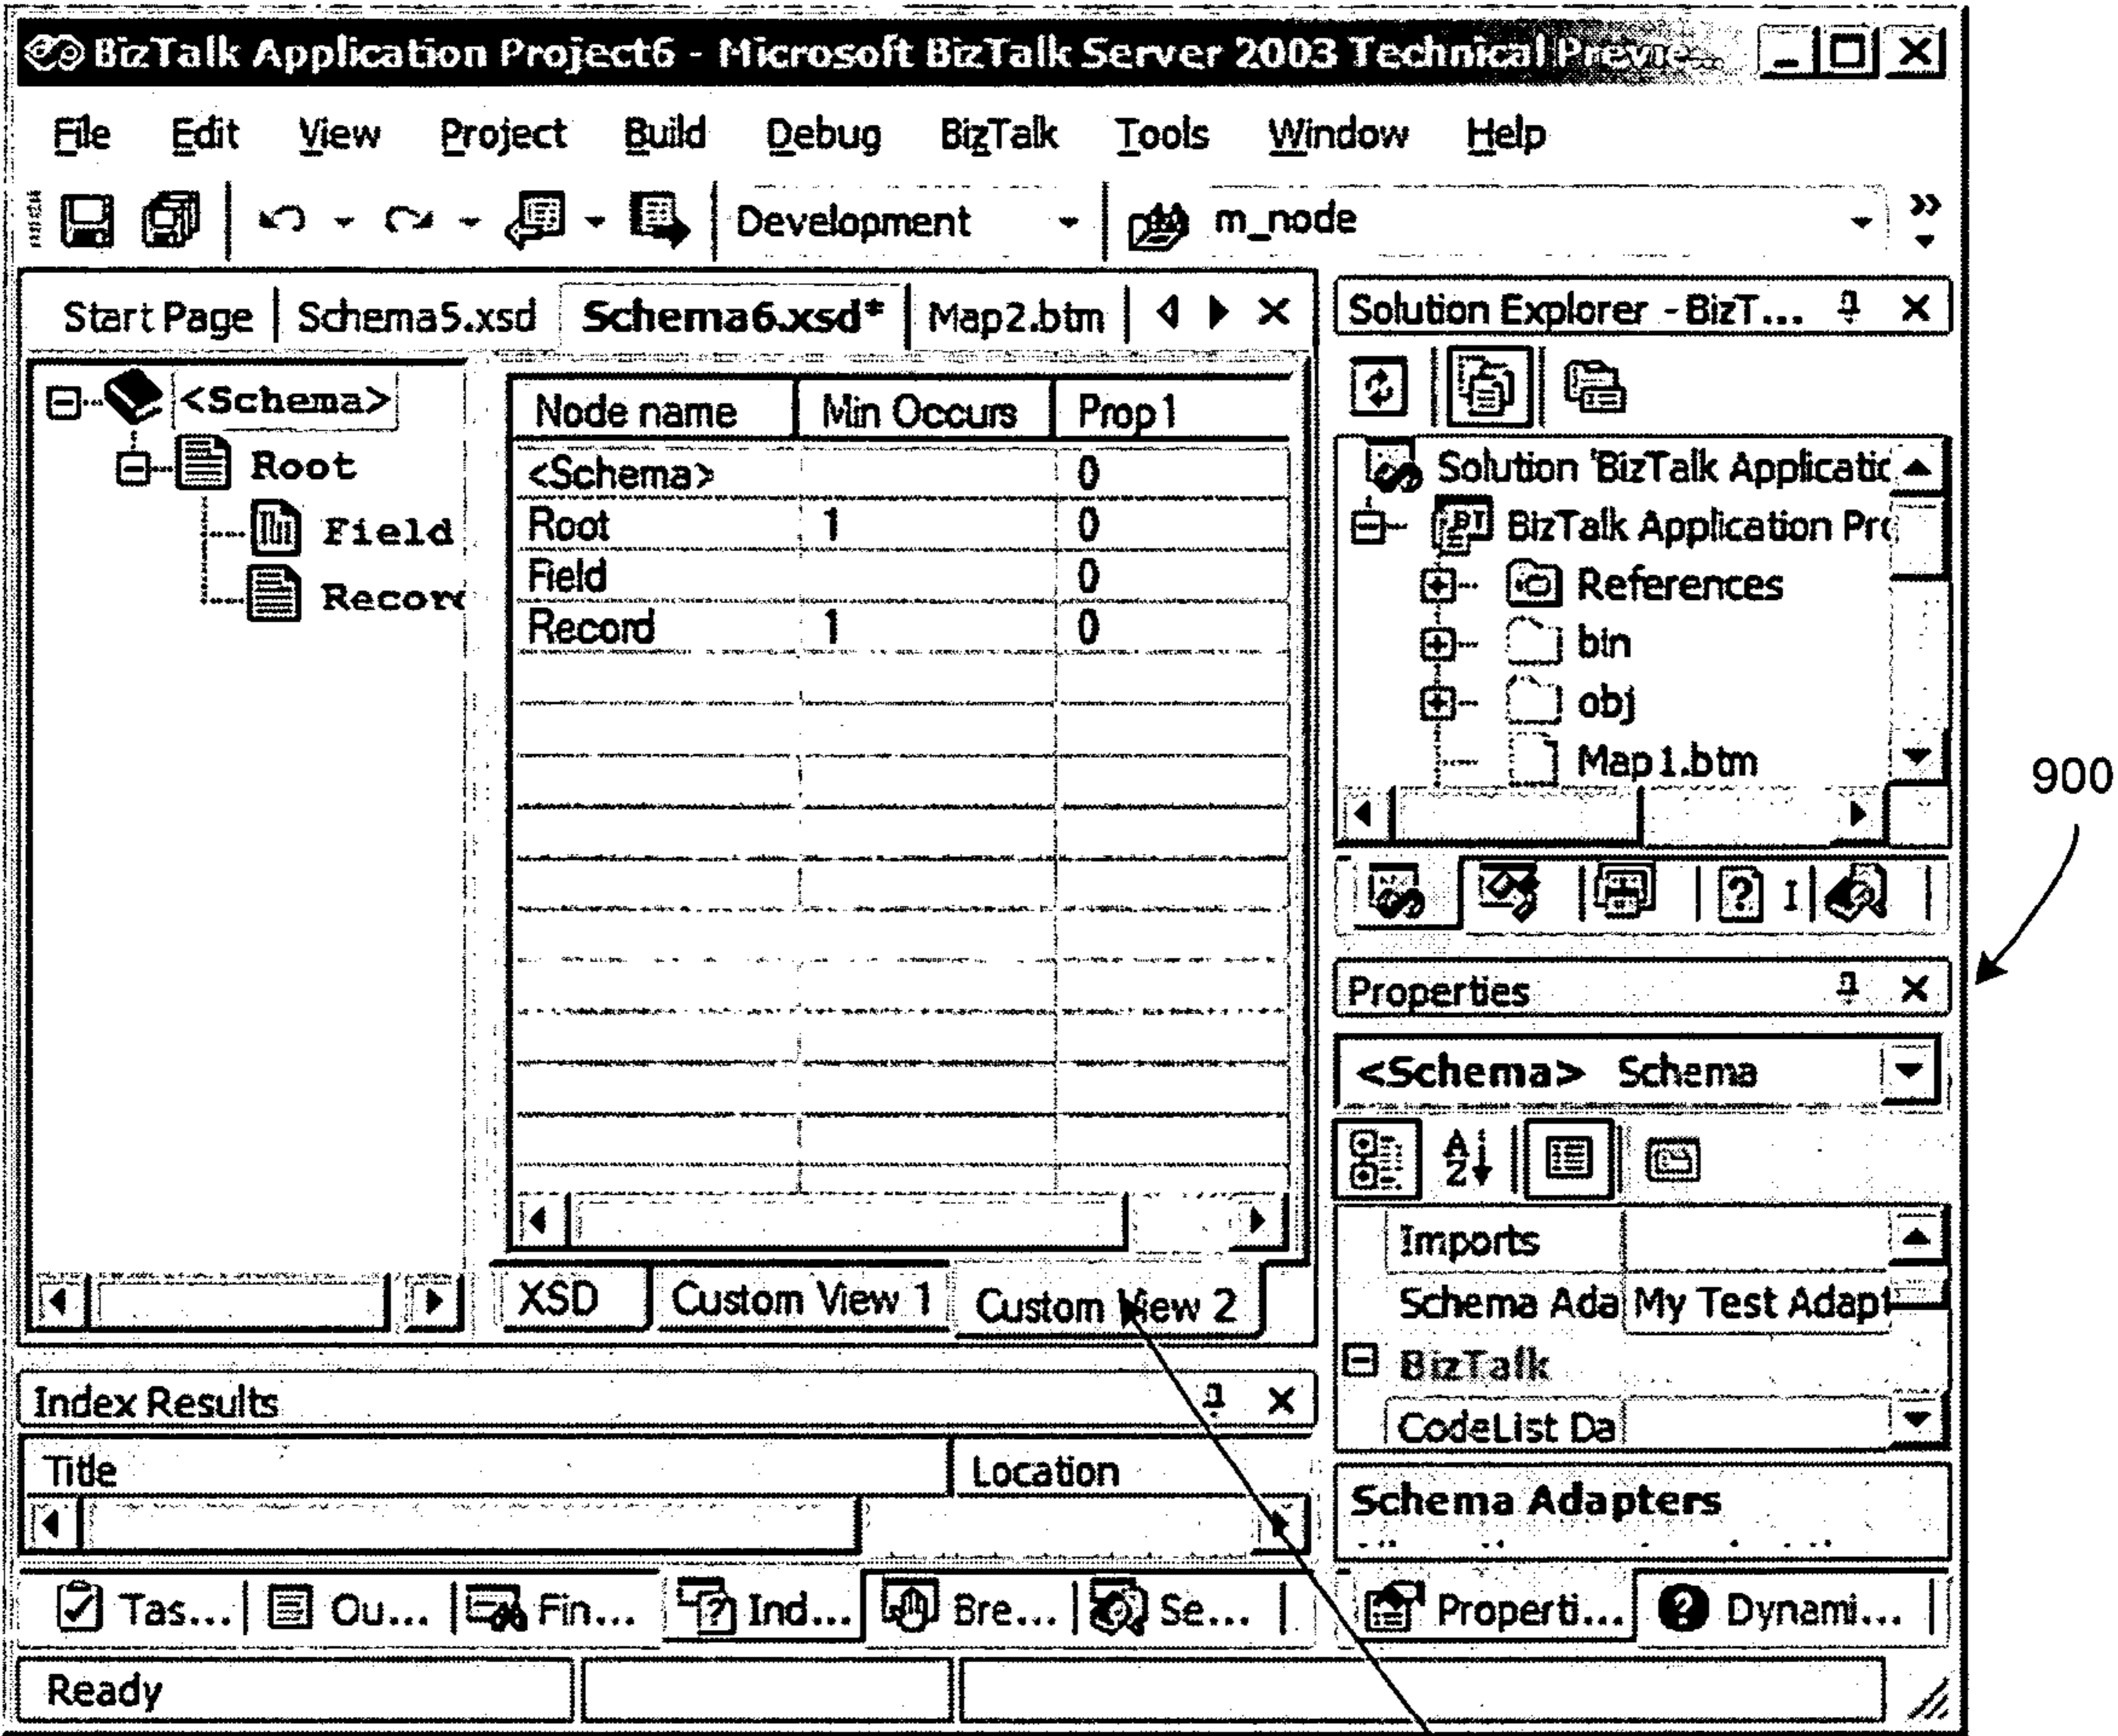 BizTalk Application Project6 - Microsoft BizTalk Server 2003 Technical Previe...
File Edit View Project Build Debug BizTalk Tools Window Help
Development m_node
Start Page Schema5.xsd Schema6.xsd* Map2.btm
<Schema>
Root
Field
Recor
Node name Min Occurs Prop1
<Schema> 0
Root 1 0
Field 0
Record 1 0
XSD Custom View 1 Custom View 2
Solution Explorer - BizT...
Solution 'BizTalk Applicatic
BizTalk Application Pro
References
bin
obj
Map1.btm
900
Properties
<Schema> Schema
Imports
Schema Ada My Test Adapt
BizTalk
CodeList Da
Schema Adapters
Index Results
Title Location
Tas... Ou... Fin... Ind... Bre... Se...
Properti... Dynami...
Ready